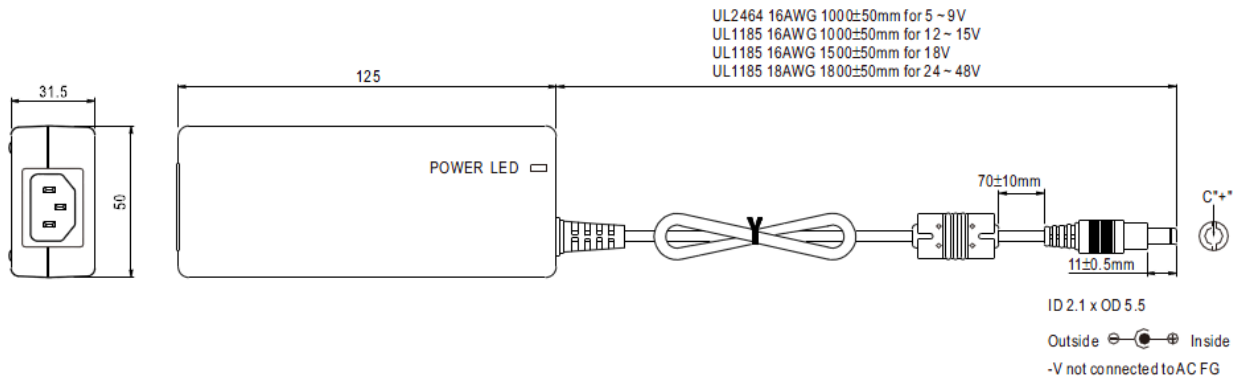 UL2464 16AWG 1000±50mm for 5 ~ 9V
UL1185 16AWG 1000±50mm for 12 ~ 15V
UL1185 16AWG 1500±50mm for 18V
UL1185 18AWG 1800±50mm for 24 ~ 48V
125
31.5
50
POWER LED
70±10mm
C"+"
11±0.5mm
ID 2.1 x OD 5.5
Outside ⊖ ⊕ Inside
-V not connected to AC FG